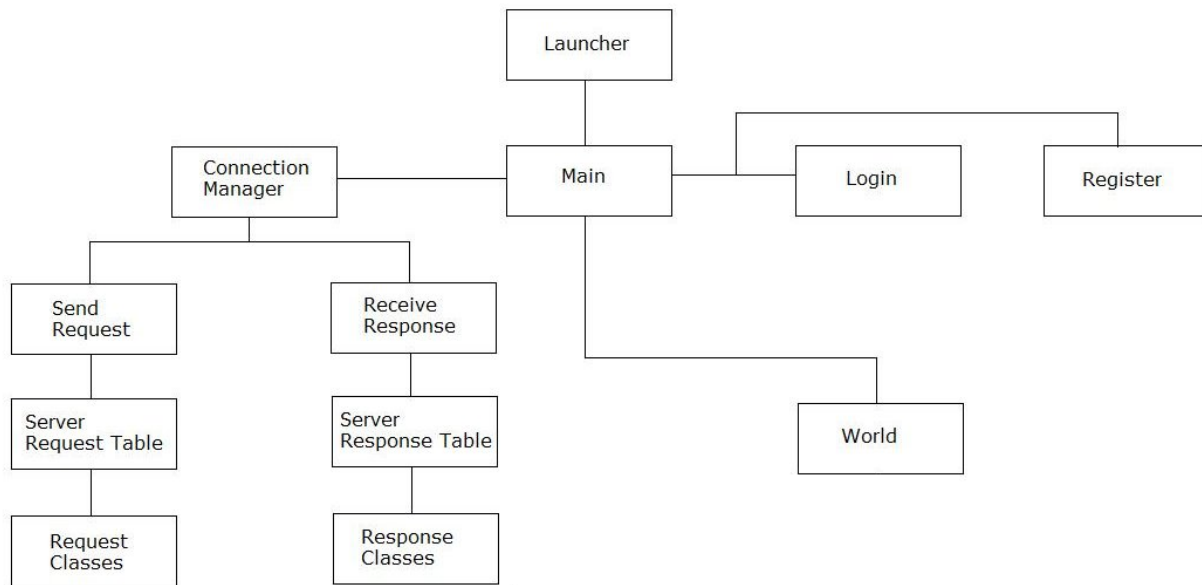 Launcher
Connection
Manager
Main
Login
Register
Send
Request
Receive
Response
Server
Request Table
Server
Response Table
World
Request
Classes
Response
Classes